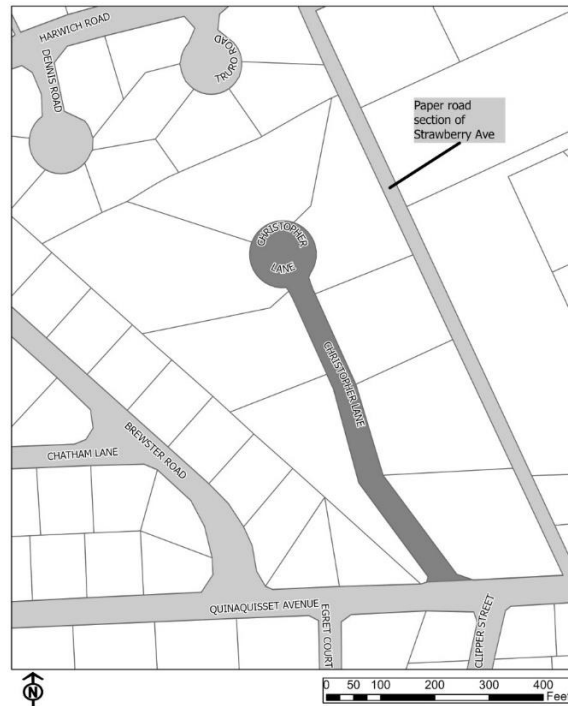 HARWICH ROAD
DENNIS ROAD
TRURO ROAD
Paper road
section of
Strawberry Ave
CHRISTOPHER
LANE
CHRISTOPHER LANE
BREWSTER ROAD
CHATHAM LANE
QUINAQUISSET AVENUE
EGRET COURT
CLIPPER STREET
N
0 50 100 200 300 400
Feet